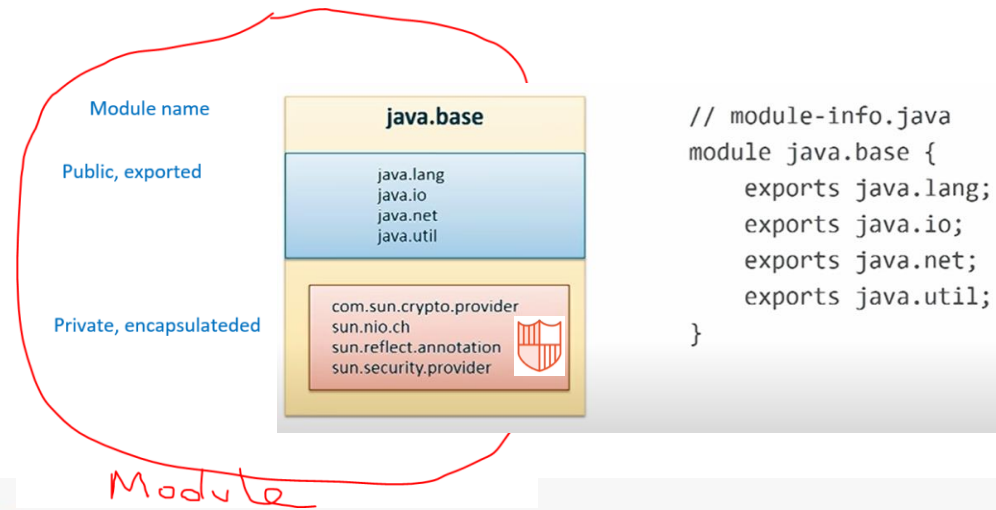 Module name
java.base
Public, exported
java.lang
java.io
java.net
java.util
Private, encapsulateded
com.sun.crypto.provider
sun.nio.ch
sun.reflect.annotation
sun.security.provider
Module
// module-info.java
module java.base {
    exports java.lang;
    exports java.io;
    exports java.net;
    exports java.util;
}